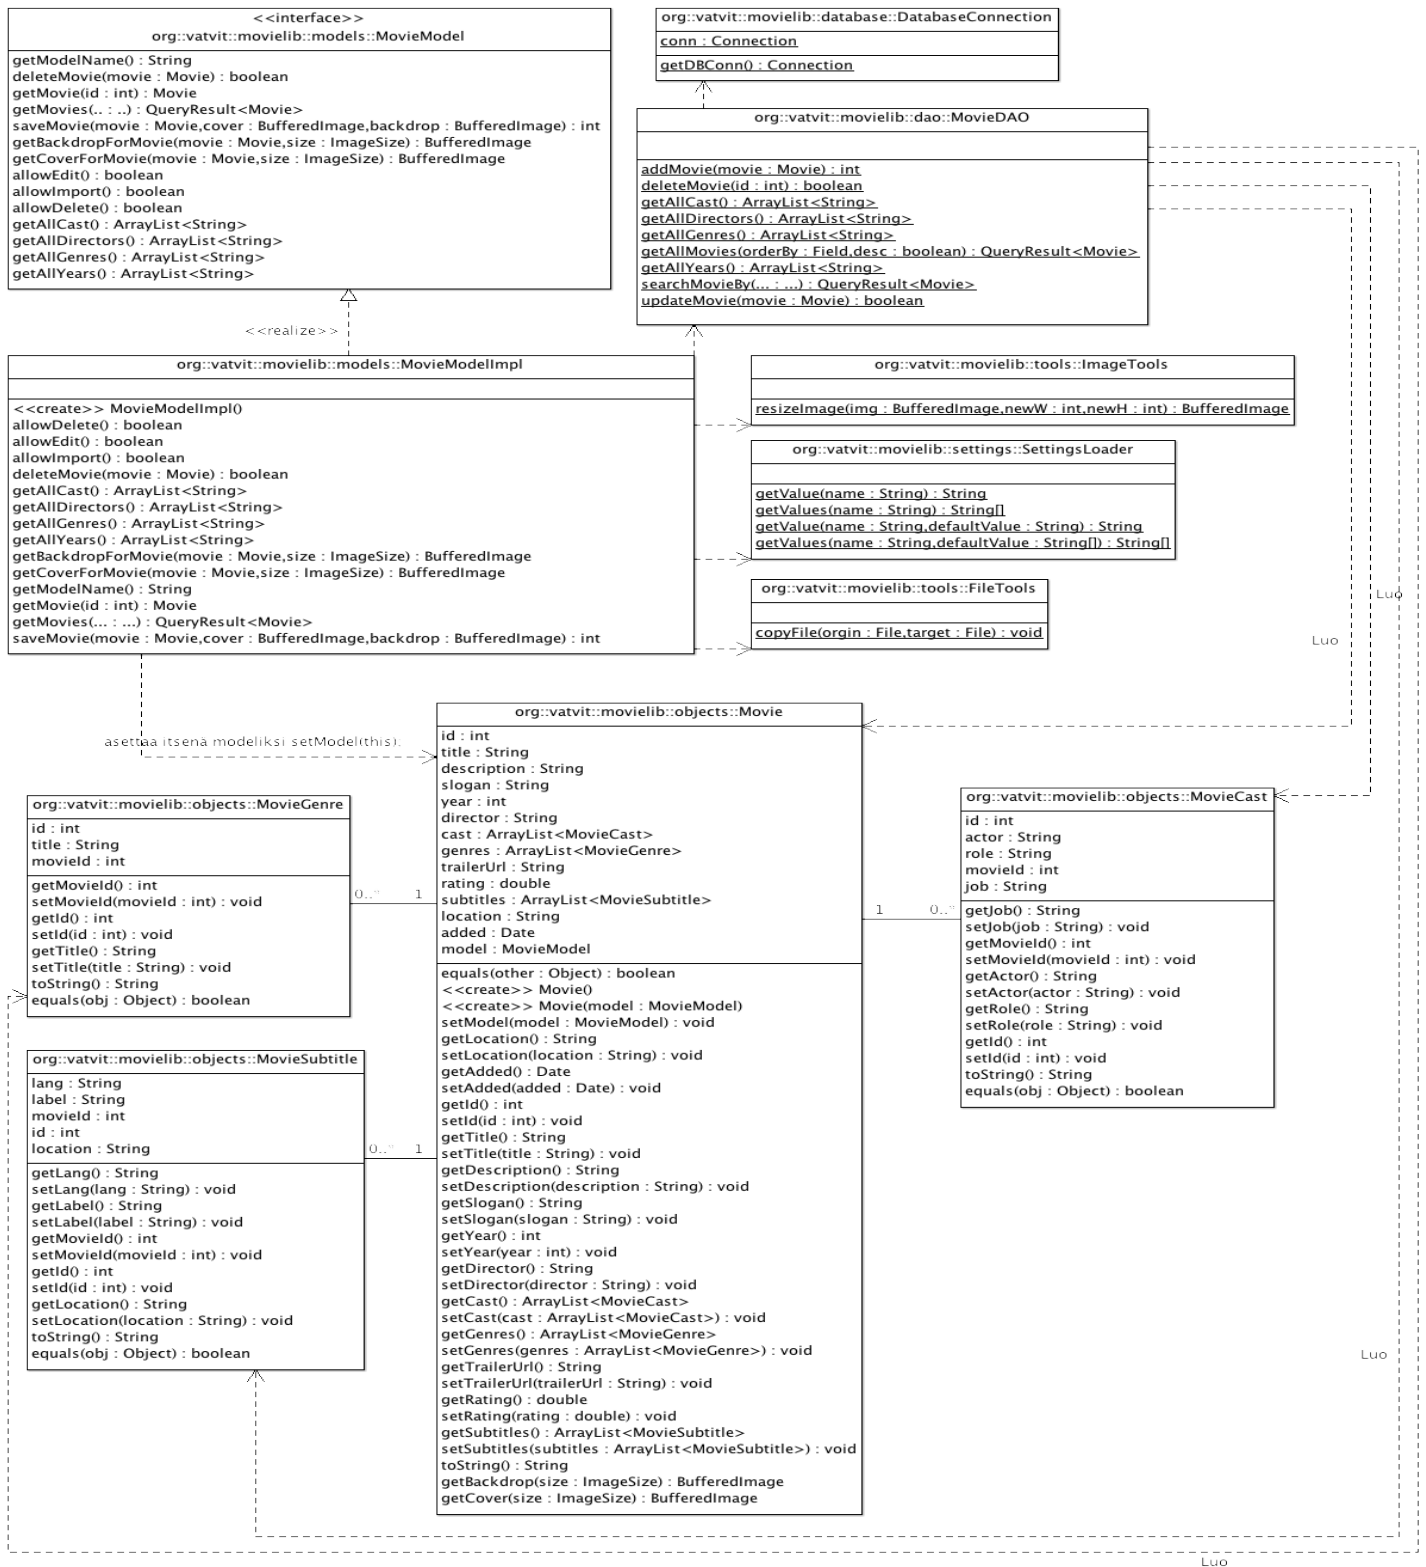 <<interface>>
org::vatvit::movielib::models::MovieModel
getModelName() : String
deleteMovie(movie : Movie) : boolean
getMovie(id : int) : Movie
getMovies(.. : ..) : QueryResult<Movie>
saveMovie(movie : Movie,cover : BufferedImage,backdrop : BufferedImage) : int
getBackdropForMovie(movie : Movie,size : ImageSize) : BufferedImage
getCoverForMovie(movie : Movie,size : ImageSize) : BufferedImage
allowEdit() : boolean
allowImport() : boolean
allowDelete() : boolean
getAllCast() : ArrayList<String>
getAllDirectors() : ArrayList<String>
getAllGenres() : ArrayList<String>
getAllYears() : ArrayList<String>
org::vatvit::movielib::database::DatabaseConnection
conn : Connection
getDBConn() : Connection
org::vatvit::movielib::dao::MovieDAO
addMovie(movie : Movie) : int
deleteMovie(id : int) : boolean
getAllCast() : ArrayList<String>
getAllDirectors() : ArrayList<String>
getAllGenres() : ArrayList<String>
getAllMovies(orderBy : Field,desc : boolean) : QueryResult<Movie>
getAllYears() : ArrayList<String>
searchMovieBy(... : ...) : QueryResult<Movie>
updateMovie(movie : Movie) : boolean
<<realize>>
org::vatvit::movielib::models::MovieModelImpl
<<create>> MovieModelImpl()
allowDelete() : boolean
allowEdit() : boolean
allowImport() : boolean
deleteMovie(movie : Movie) : boolean
getAllCast() : ArrayList<String>
getAllDirectors() : ArrayList<String>
getAllGenres() : ArrayList<String>
getAllYears() : ArrayList<String>
getBackdropForMovie(movie : Movie,size : ImageSize) : BufferedImage
getCoverForMovie(movie : Movie,size : ImageSize) : BufferedImage
getModelName() : String
getMovie(id : int) : Movie
getMovies(... : ...) : QueryResult<Movie>
saveMovie(movie : Movie,cover : BufferedImage,backdrop : BufferedImage) : int
org::vatvit::movielib::tools::ImageTools
resizeImage(img : BufferedImage,newW : int,newH : int) : BufferedImage
org::vatvit::movielib::settings::SettingsLoader
getValue(name : String) : String
getValues(name : String) : String[]
getValue(name : String,defaultValue : String) : String
getValues(name : String,defaultValue : String[]) : String[]
org::vatvit::movielib::tools::FileTools
copyFile(orgin : File,target : File) : void
Luo
Luo
asettaa itsenä modeliksi setModel(this).
org::vatvit::movielib::objects::Movie
id : int
title : String
description : String
slogan : String
year : int
director : String
cast : ArrayList<MovieCast>
genres : ArrayList<MovieGenre>
trailerUrl : String
rating : double
subtitles : ArrayList<MovieSubtitle>
location : String
added : Date
model : MovieModel
equals(other : Object) : boolean
<<create>> Movie()
<<create>> Movie(model : MovieModel)
setModel(model : MovieModel) : void
getLocation() : String
setLocation(location : String) : void
getAdded() : Date
setAdded(added : Date) : void
getId() : int
setId(id : int) : void
getTitle() : String
setTitle(title : String) : void
getDescription() : String
setDescription(description : String) : void
getSlogan() : String
setSlogan(slogan : String) : void
getYear() : int
setYear(year : int) : void
getDirector() : String
setDirector(director : String) : void
getCast() : ArrayList<MovieCast>
setCast(cast : ArrayList<MovieCast>) : void
getGenres() : ArrayList<MovieGenre>
setGenres(genres : ArrayList<MovieGenre>) : void
getTrailerUrl() : String
setTrailerUrl(trailerUrl : String) : void
getRating() : double
setRating(rating : double) : void
getSubtitles() : ArrayList<MovieSubtitle>
setSubtitles(subtitles : ArrayList<MovieSubtitle>) : void
toString() : String
getBackdrop(size : ImageSize) : BufferedImage
getCover(size : ImageSize) : BufferedImage
org::vatvit::movielib::objects::MovieGenre
id : int
title : String
movieId : int
getMovieId() : int
setMovieId(movieId : int) : void
getId() : int
setId(id : int) : void
getTitle() : String
setTitle(title : String) : void
toString() : String
equals(obj : Object) : boolean
0..* 1
org::vatvit::movielib::objects::MovieSubtitle
lang : String
label : String
movieId : int
id : int
location : String
getLang() : String
setLang(lang : String) : void
getLabel() : String
setLabel(label : String) : void
getMovieId() : int
setMovieId(movieId : int) : void
getId() : int
setId(id : int) : void
getLocation() : String
setLocation(location : String) : void
toString() : String
equals(obj : Object) : boolean
0..* 1
org::vatvit::movielib::objects::MovieCast
id : int
actor : String
role : String
movieId : int
job : String
getJob() : String
setJob(job : String) : void
getMovieId() : int
setMovieId(movieId : int) : void
getActor() : String
setActor(actor : String) : void
getRole() : String
setRole(role : String) : void
getId() : int
setId(id : int) : void
toString() : String
equals(obj : Object) : boolean
1 0..*
Luo
Luo